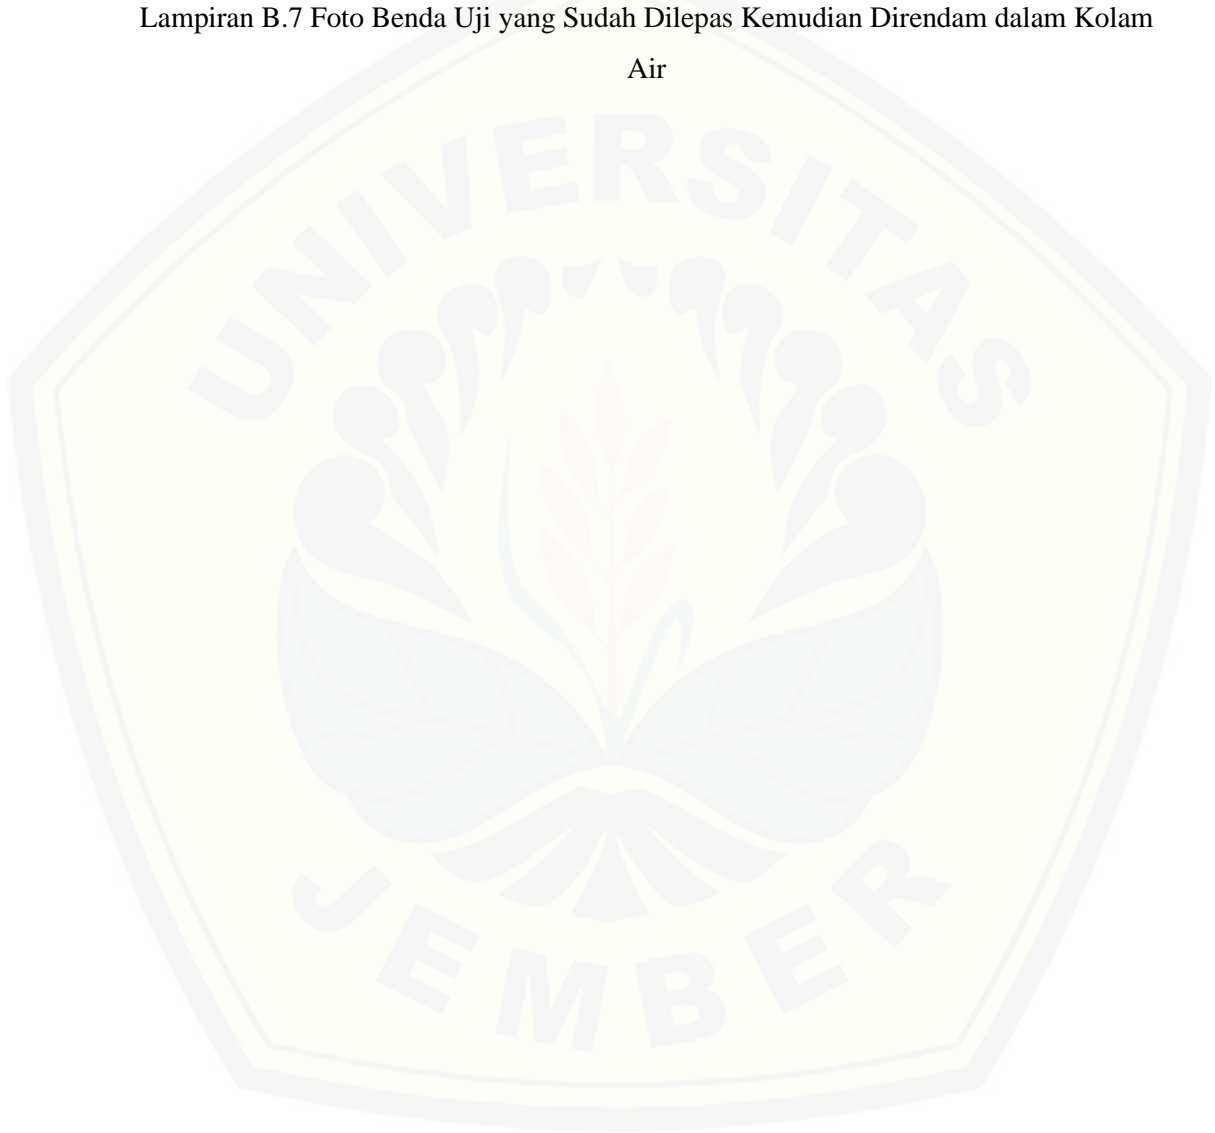 Lampiran B.7 Foto Benda Uji yang Sudah Dilepas Kemudian Direndam dalam Kolam
Air
UNIVERSITAS
JEMBER